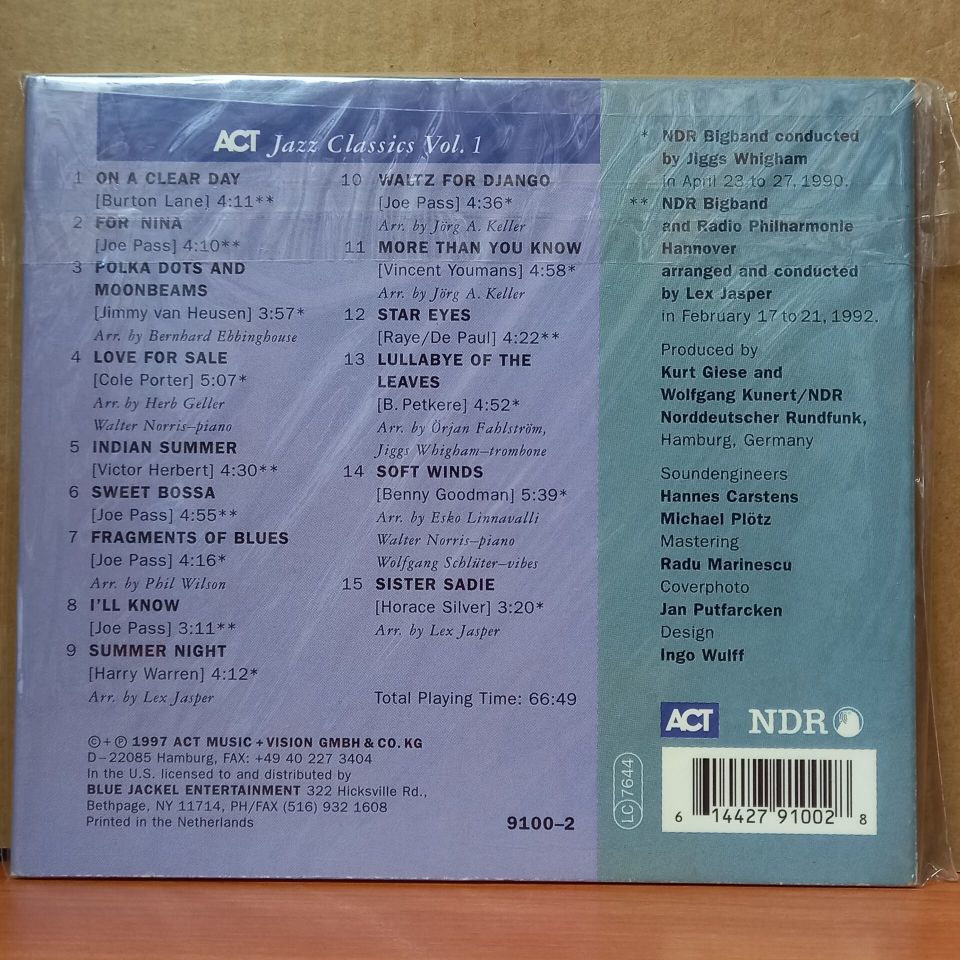 ACT Jazz Classics Vol. 1
1 ON A CLEAR DAY
[Burton Lane] 4:11**
2 FOR NINA
[Joe Pass] 4:10**
3 POLKA DOTS AND
MOONBEAMS
[Jimmy van Heusen] 3:57*
Arr. by Bernhard Ebbinghouse
4 LOVE FOR SALE
[Cole Porter] 5:07*
Arr. by Herb Geller
Walter Norris–piano
5 INDIAN SUMMER
[Victor Herbert] 4:30**
6 SWEET BOSSA
[Joe Pass] 4:55**
7 FRAGMENTS OF BLUES
[Joe Pass] 4:16*
Arr. by Phil Wilson
8 I'LL KNOW
[Joe Pass] 3:11**
9 SUMMER NIGHT
[Harry Warren] 4:12*
Arr. by Lex Jasper
10 WALTZ FOR DJANGO
[Joe Pass] 4:36*
Arr. by Jörg A. Keller
11 MORE THAN YOU KNOW
[Vincent Youmans] 4:58*
Arr. by Jörg A. Keller
12 STAR EYES
[Raye/De Paul] 4:22**
13 LULLABYE OF THE
LEAVES
[B. Petkere] 4:52*
Arr. by Örjan Fahlström,
Jiggs Whigham–trombone
14 SOFT WINDS
[Benny Goodman] 5:39*
Arr. by Esko Linnavalli
Walter Norris–piano
Wolfgang Schlüter–vibes
15 SISTER SADIE
[Horace Silver] 3:20*
Arr. by Lex Jasper
Total Playing Time: 66:49
©+℗ 1997 ACT MUSIC + VISION GMBH & CO. KG
D–22085 Hamburg, FAX: +49 40 227 3404
In the U.S. licensed to and distributed by
BLUE JACKEL ENTERTAINMENT 322 Hicksville Rd.,
Bethpage, NY 11714, PH/FAX (516) 932 1608
Printed in the Netherlands
9100–2
* NDR Bigband conducted
by Jiggs Whigham
in April 23 to 27, 1990.
** NDR Bigband
and Radio Philharmonie
Hannover
arranged and conducted
by Lex Jasper
in February 17 to 21, 1992.
Produced by
Kurt Giese and
Wolfgang Kunert/NDR
Norddeutscher Rundfunk,
Hamburg, Germany
Soundengineers
Hannes Carstens
Michael Plötz
Mastering
Radu Marinescu
Coverphoto
Jan Putfarcken
Design
Ingo Wulff
ACT NDR
LC 7644
6 14427 91002 8